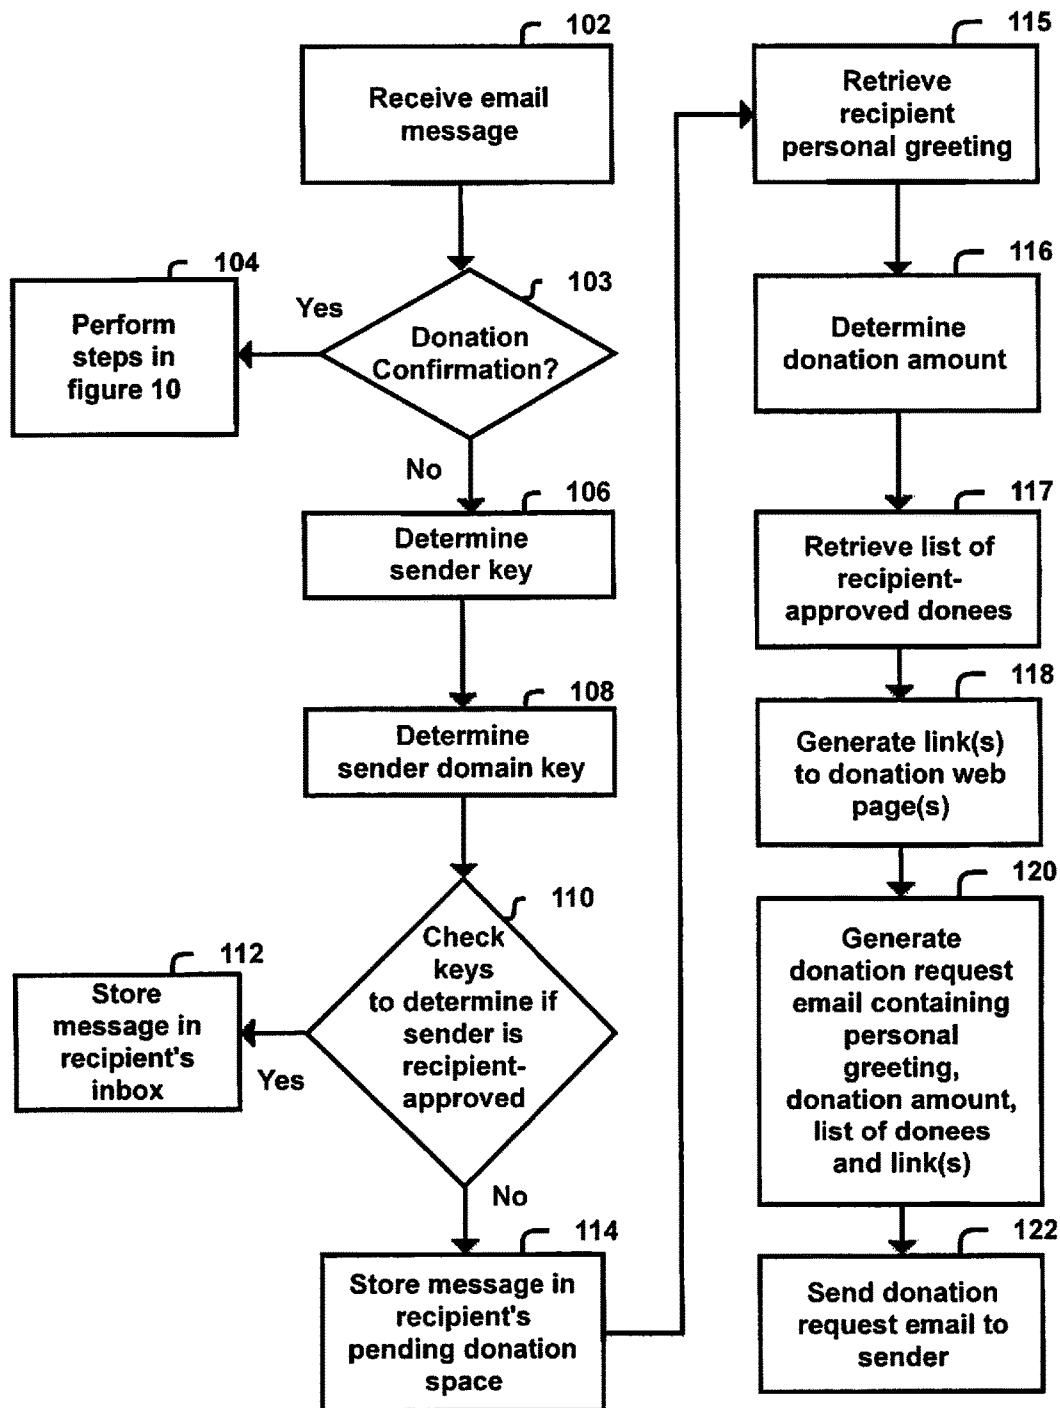 102
Receive email
message
103
Donation
Confirmation?
Yes
104
Perform
steps in
figure 10
No
106
Determine
sender key
108
Determine
sender domain key
110
Check
keys
to determine if
sender is
recipient-
approved
Yes
112
Store
message in
recipient's
inbox
No
114
Store message in
recipient's
pending donation
space
115
Retrieve
recipient
personal greeting
116
Determine
donation amount
117
Retrieve list of
recipient-
approved donees
118
Generate link(s)
to donation web
page(s)
120
Generate
donation request
email containing
personal
greeting,
donation amount,
list of donees
and link(s)
122
Send donation
request email to
sender